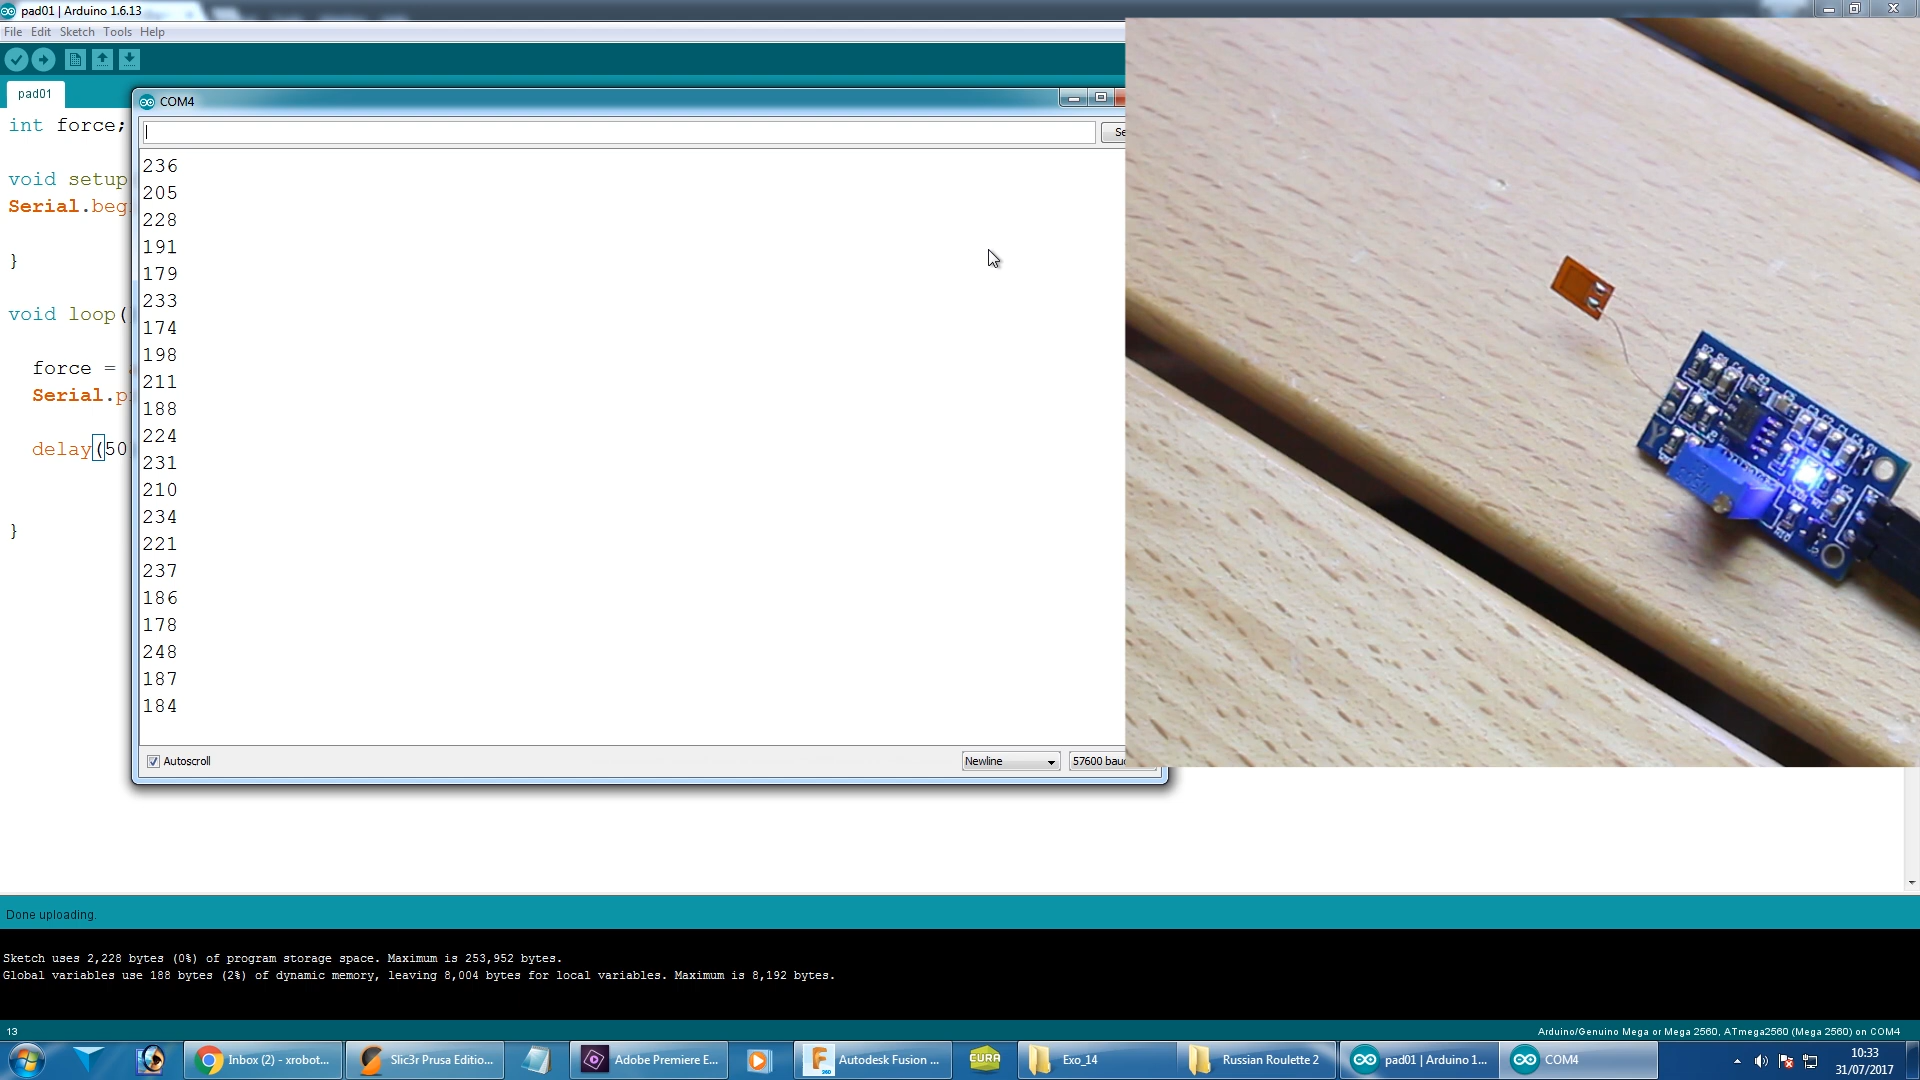 pad01 | Arduino 1.6.13
File Edit Sketch Tools Help
pad01
COM4
int force;
void setup
Serial.beg
}
void loop(
force =
Serial.p
delay(50
}
Se
236
205
228
191
179
233
174
198
211
188
224
231
210
234
221
237
186
178
248
187
184
Autoscroll
Newline
57600 baud
Done uploading.
Sketch uses 2,228 bytes (0%) of program storage space. Maximum is 253,952 bytes.
Global variables use 188 bytes (2%) of dynamic memory, leaving 8,004 bytes for local variables. Maximum is 8,192 bytes.
13
Arduino/Genuino Mega or Mega 2560, ATmega2560 (Mega 2560) on COM4
Inbox (2) - xrobot...
Slic3r Prusa Editio...
Adobe Premiere E...
Autodesk Fusion ...
CURA
Exo_14
Russian Roulette 2
pad01 | Arduino 1...
COM4
10:33
31/07/2017